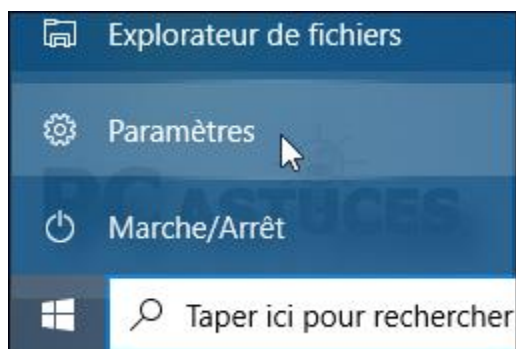 Explorateur de fichiers
Paramètres
PC ASTUCES
Marche/Arrêt
Taper ici pour rechercher